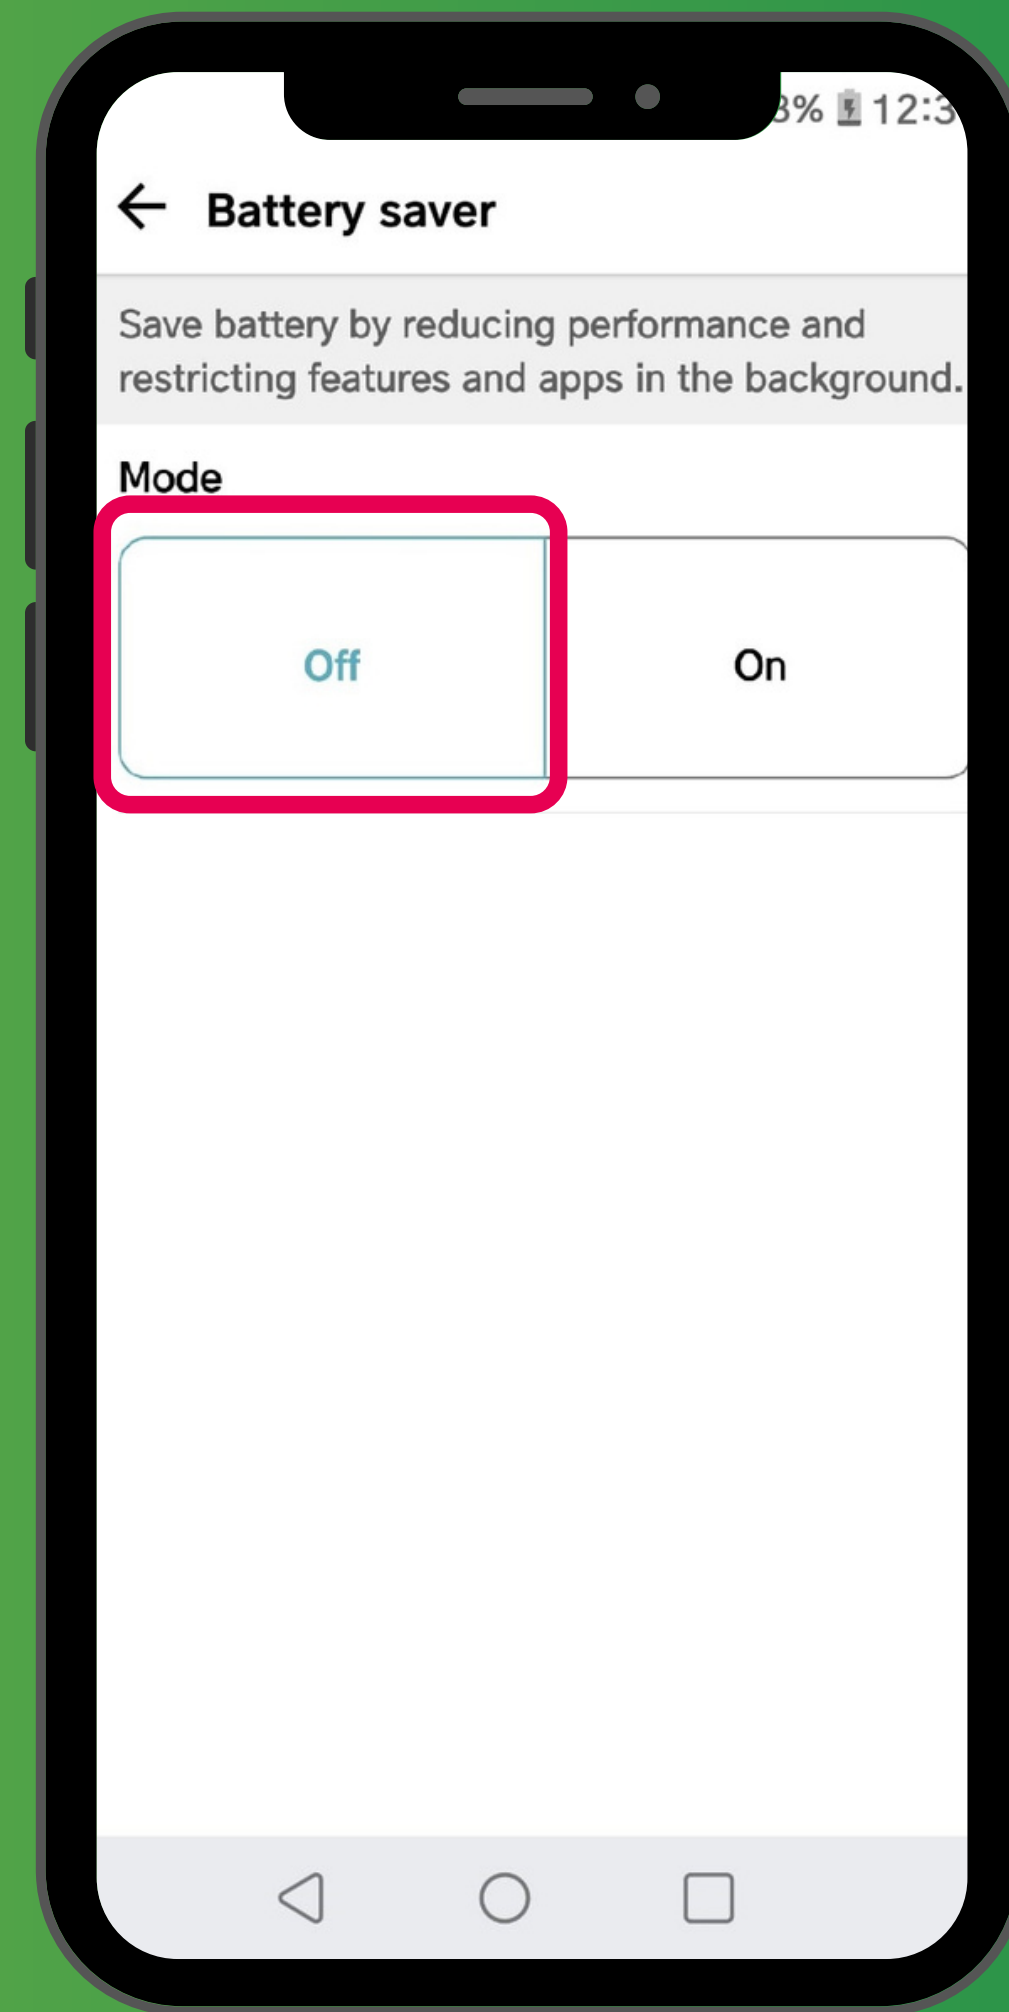 3% 12:3
Battery saver
Save battery by reducing performance and
restricting features and apps in the background.
Mode
Off On